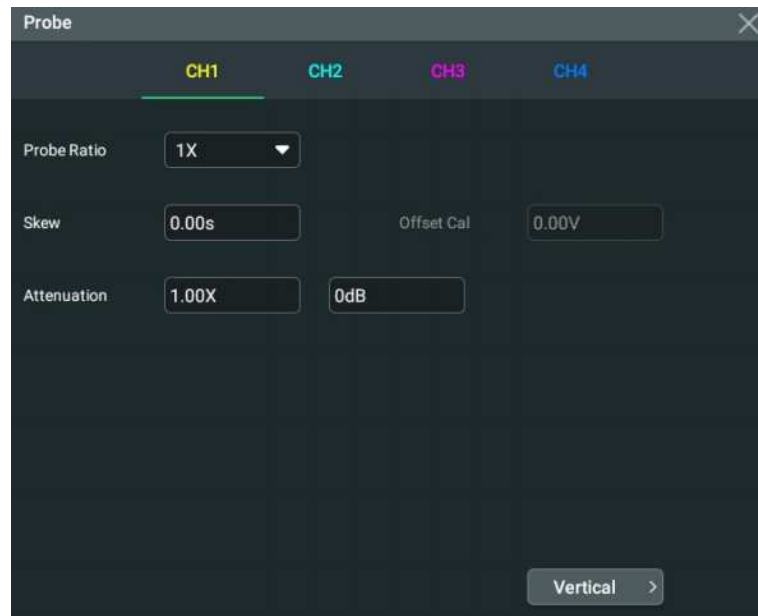 Probe
CH1 CH2 CH3 CH4
Probe Ratio 1X
Skew 0.00s Offset Cal 0.00V
Attenuation 1.00X 0dB
Vertical >